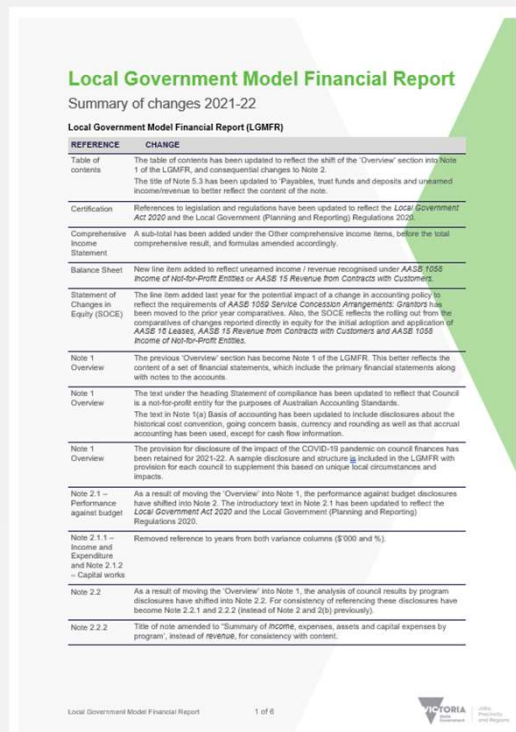 Local Government Model Financial Report
Summary of changes 2021-22
Local Government Model Financial Report (LGMFR)
REFERENCE CHANGE
Table of contents
The table of contents has been updated to reflect the shift of the 'Overview' section into Note
1 of the LGMFR, and consequential changes to Note 2.
The title of Note 5.3 has been updated to 'Payables, trust funds and deposits and unearned
income/revenue to better reflect the content of the note.
Certification
References to legislation and regulations have been updated to reflect the Local Government
Act 2020 and the Local Government (Planning and Reporting) Regulations 2020.
Comprehensive
Income
Statement
A sub-total has been added under the Other comprehensive income items, before the total
comprehensive result, and formulas amended accordingly.
Balance Sheet
New line item added to reflect unearned income / revenue recognised under AASB 1058
Income of Not-for-Profit Entities or AASB 15 Revenue from Contracts with Customers.
Statement of
Changes in
Equity (SOCE)
The line item added last year for the potential impact of a change in accounting policy to
reflect the requirements of AASB 1059 Service Concession Arrangements: Grantors has
been moved to the prior year comparatives. Also, the SOCE reflects the rolling out from the
comparatives of changes reported directly in equity for the initial adoption and application of
AASB 16 Leases, AASB 15 Revenue from Contracts with Customers and AASB 1058
Income of Not-for-Profit Entities.
Note 1
Overview
The previous 'Overview' section has become Note 1 of the LGMFR. This better reflects the
content of a set of financial statements, which include the primary financial statements along
with notes to the accounts.
Note 1
Overview
The text under the heading Statement of compliance has been updated to reflect that Council
is a not-for-profit entity for the purposes of Australian Accounting Standards.
The text in Note 1(a) Basis of accounting has been updated to include disclosures about the
historical cost convention, going concern basis, currency and rounding as well as that accrual
accounting has been used, except for cash flow information.
Note 1
Overview
The provision for disclosure of the impact of the COVID-19 pandemic on council finances has
been retained for 2021-22. A sample disclosure and structure is included in the LGMFR with
provision for each council to supplement this based on unique local circumstances and
impacts.
Note 2.1 –
Performance
against budget
As a result of moving the 'Overview' into Note 1, the performance against budget disclosures
have shifted into Note 2. The introductory text in Note 2.1 has been updated to reflect the
Local Government Act 2020 and the Local Government (Planning and Reporting)
Regulations 2020.
Note 2.1.1 –
Income and
Expenditure
and Note 2.1.2
– Capital works
Removed reference to years from both variance columns ($'000 and %).
Note 2.2
As a result of moving the 'Overview' into Note 1, the analysis of council results by program
disclosures have shifted into Note 2.2. For consistency of referencing these disclosures have
become Note 2.2.1 and 2.2.2 (instead of Note 2 and 2(b) previously).
Note 2.2.2
Title of note amended to "Summary of income, expenses, assets and capital expenses by
program', instead of revenue, for consistency with content.
Local Government Model Financial Report
1 of 6
VICTORIA
State
Government
Jobs,
Precincts
and Regions